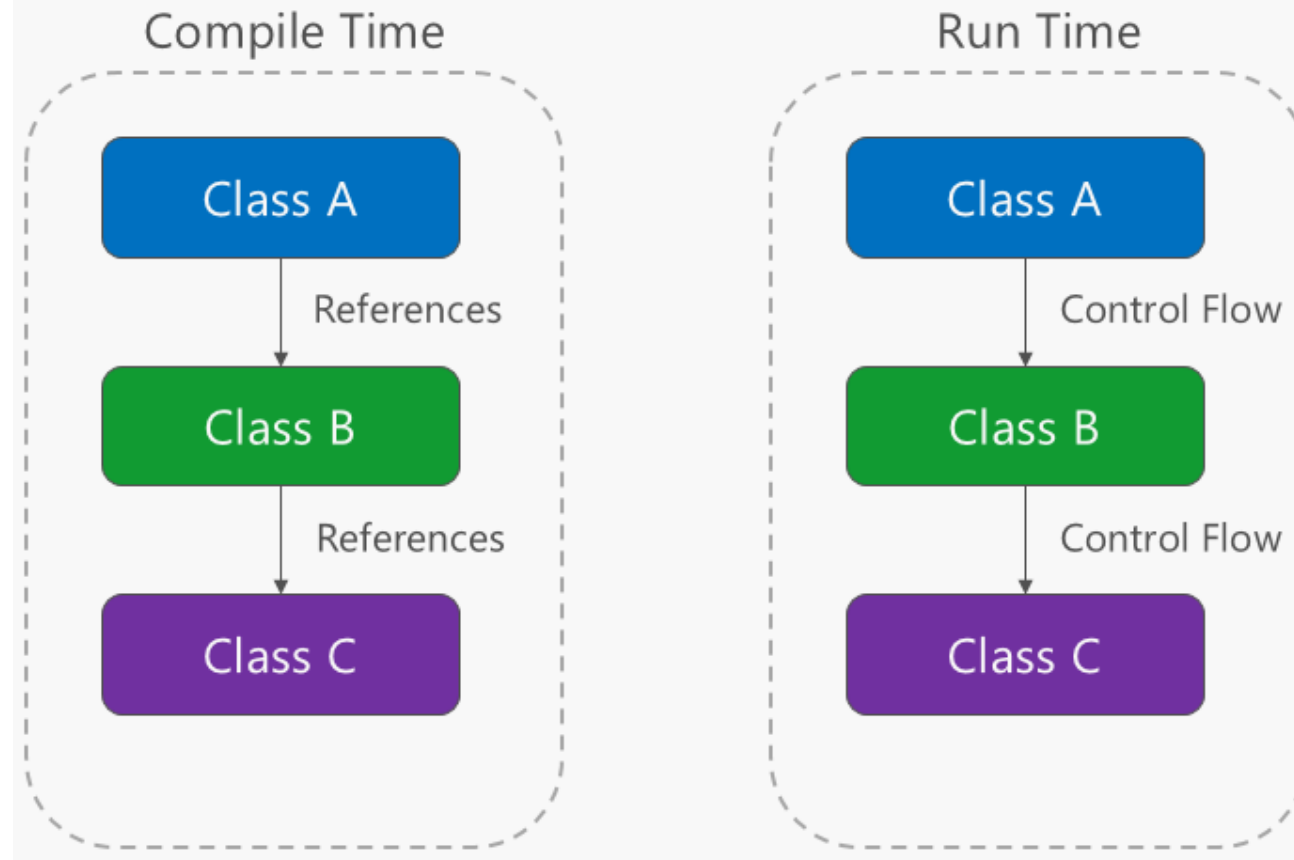 Compile Time
Class A
References
Class B
References
Class C
Run Time
Class A
Control Flow
Class B
Control Flow
Class C